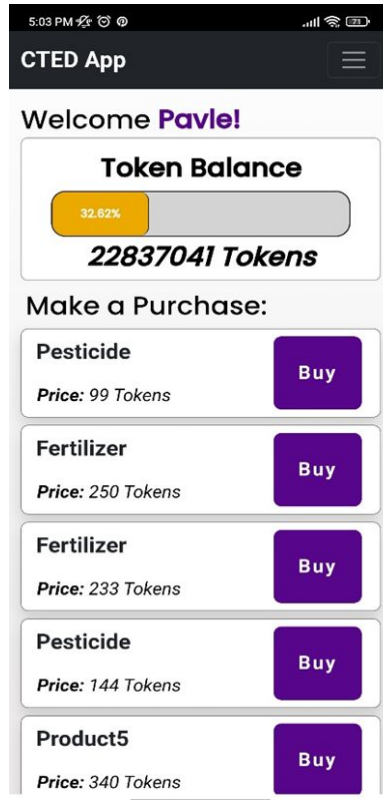 5:03 PM
71
CTED App
Welcome Pavle!
Token Balance
32.62%
22837041 Tokens
Make a Purchase:
Pesticide
Price: 99 Tokens
Buy
Fertilizer
Price: 250 Tokens
Buy
Fertilizer
Price: 233 Tokens
Buy
Pesticide
Price: 144 Tokens
Buy
Product5
Price: 340 Tokens
Buy